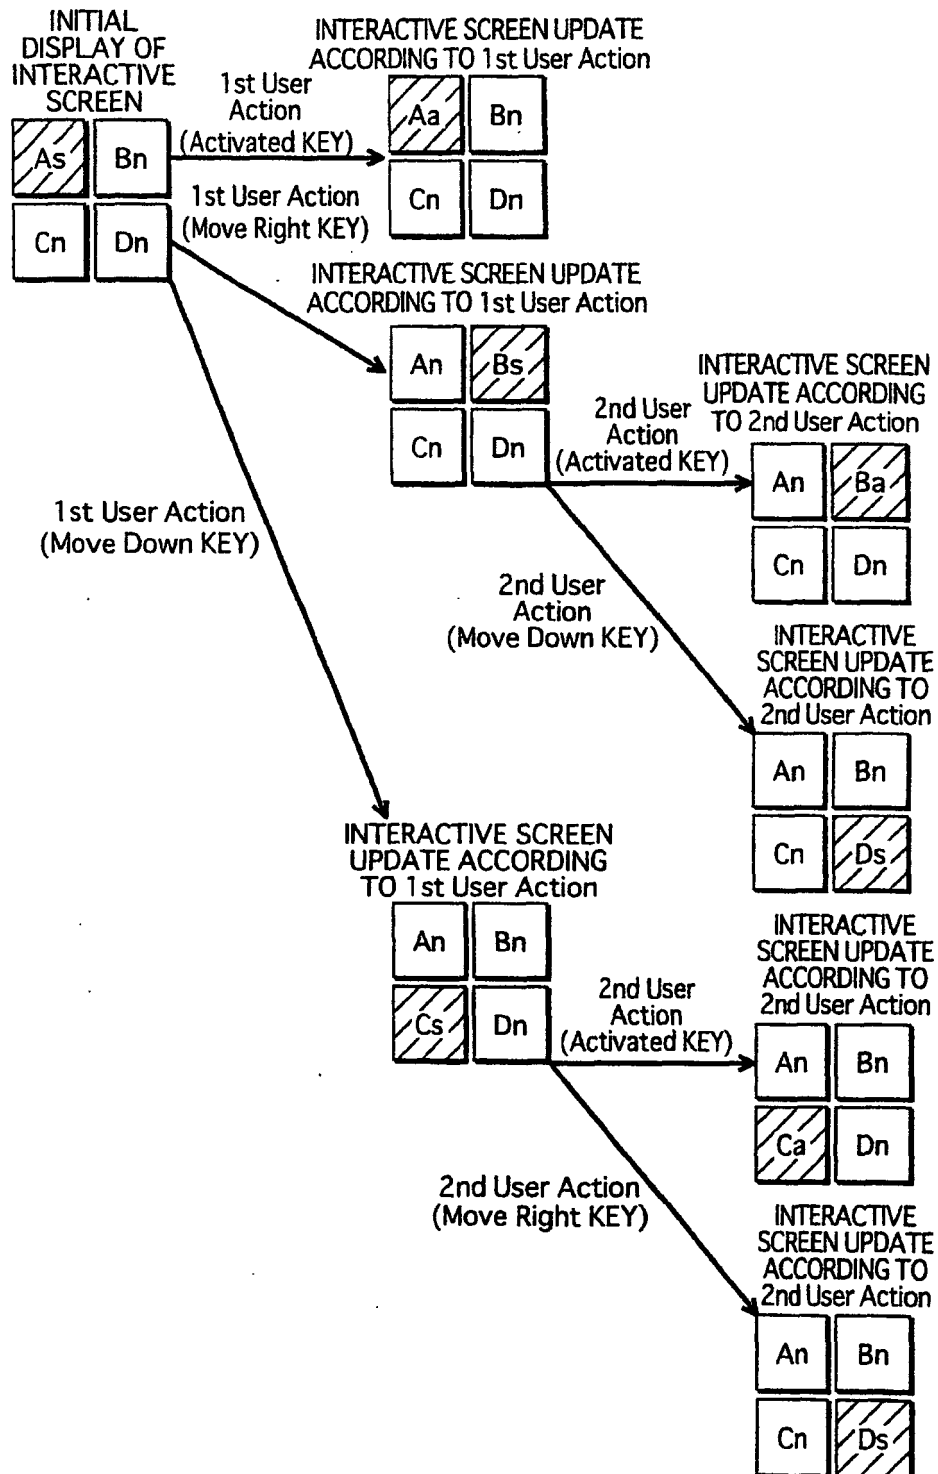 INITIAL
DISPLAY OF
INTERACTIVE
SCREEN
As Bn
Cn Dn
1st User
Action
(Activated KEY)
INTERACTIVE SCREEN UPDATE
ACCORDING TO 1st User Action
Aa Bn
Cn Dn
1st User Action
(Move Right KEY)
INTERACTIVE SCREEN UPDATE
ACCORDING TO 1st User Action
An Bs
Cn Dn
2nd User
Action
(Activated KEY)
INTERACTIVE SCREEN
UPDATE ACCORDING
TO 2nd User Action
An Ba
Cn Dn
1st User Action
(Move Down KEY)
2nd User
Action
(Move Down KEY)
INTERACTIVE
SCREEN UPDATE
ACCORDING TO
2nd User Action
An Bn
Cn Ds
INTERACTIVE SCREEN
UPDATE ACCORDING
TO 1st User Action
An Bn
Cs Dn
2nd User
Action
(Activated KEY)
INTERACTIVE
SCREEN UPDATE
ACCORDING TO
2nd User Action
An Bn
Ca Dn
2nd User Action
(Move Right KEY)
INTERACTIVE
SCREEN UPDATE
ACCORDING TO
2nd User Action
An Bn
Cn Ds